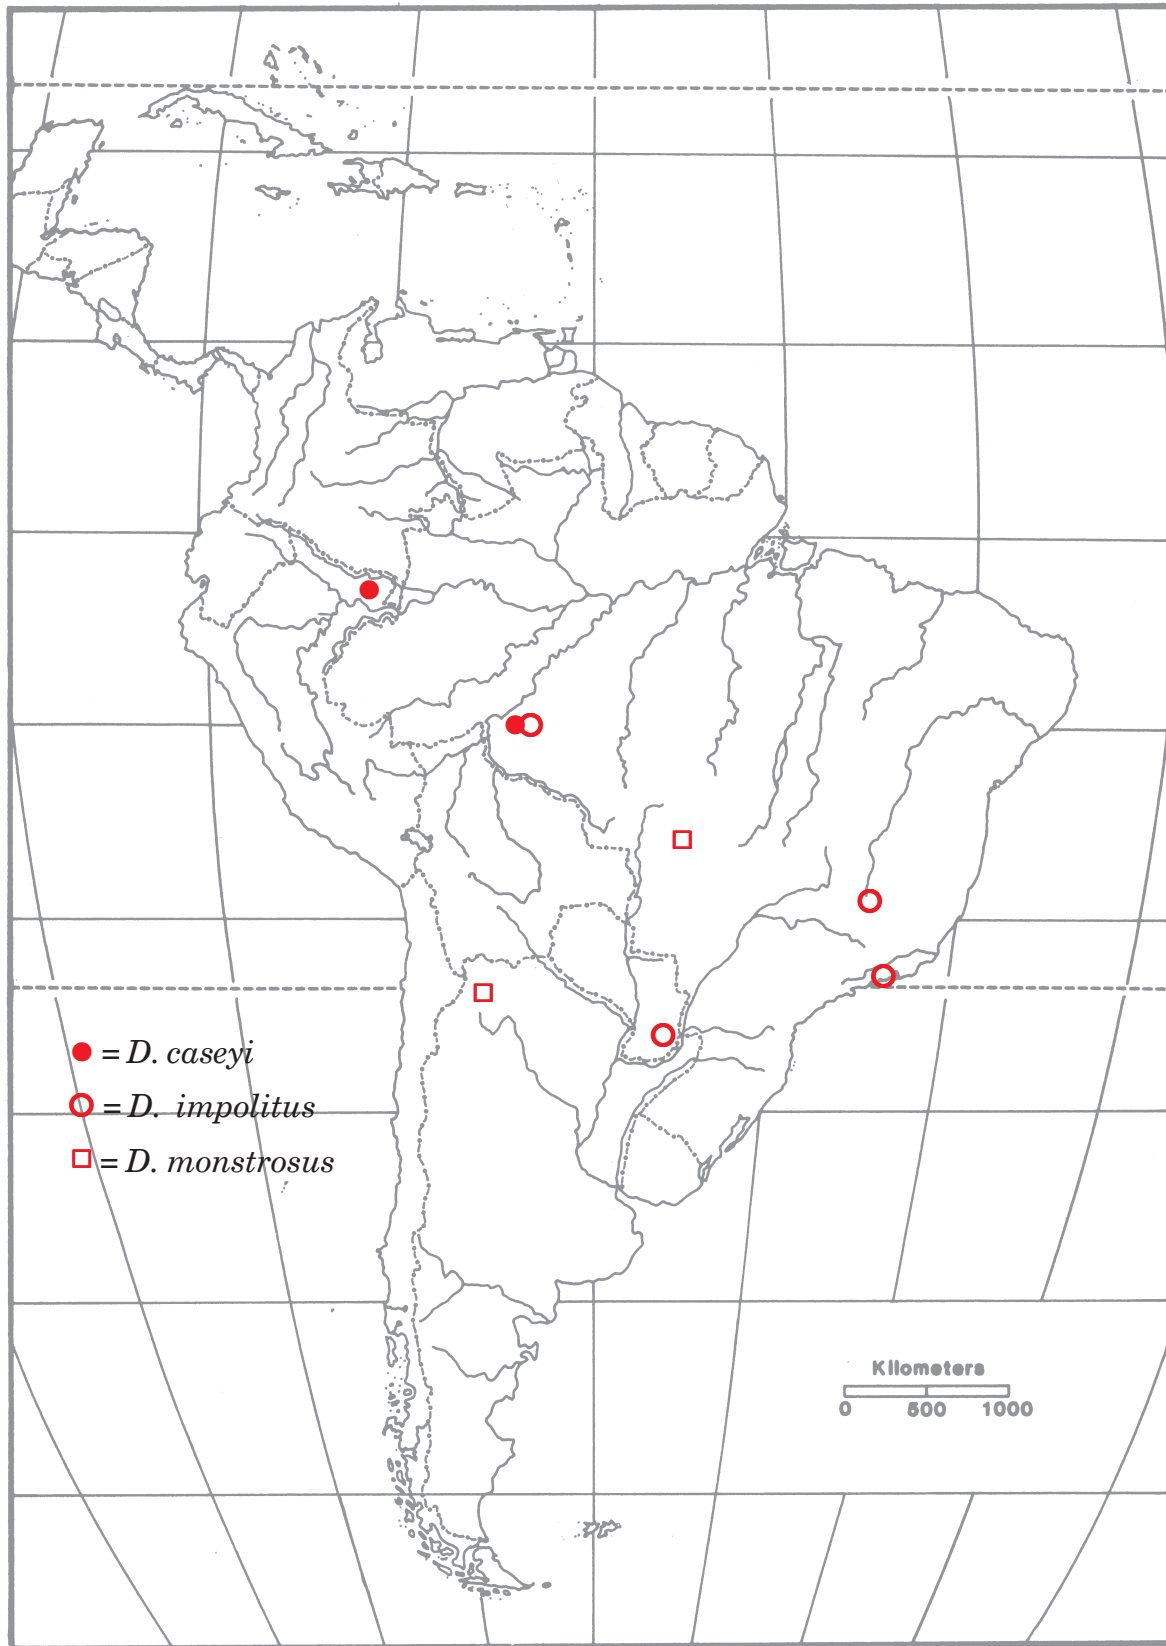 = D. caseyi
= D. impolitus
= D. monstrosus
Kilometers
0 500 1000